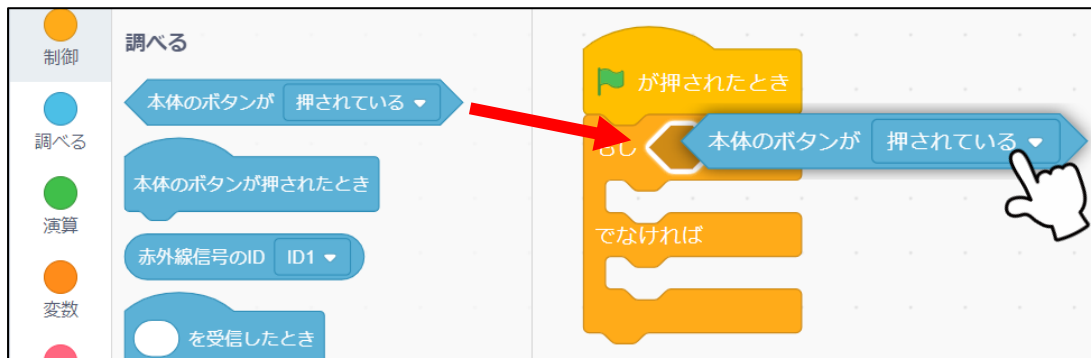 制御
調べる
演算
変数
調べる
本体のボタンが 押されている
本体のボタンが押されたとき
赤外線信号のID ID1
を受信したとき
が押されたとき
もし
本体のボタンが 押されている
でなければ